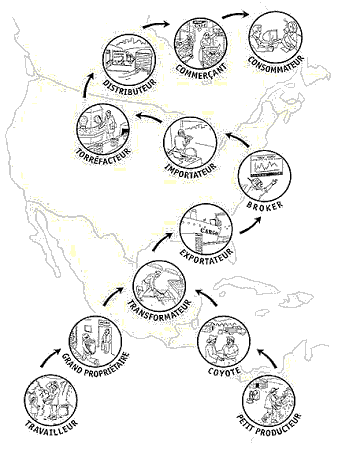 CONSOMMATEUR
COMMERÇANT
DISTRIBUTEUR
TORRÉFACTEUR
IMPORTATEUR
BROKER
CARGO
EXPORTATEUR
TRANSFORMATEUR
GRAND PROPRIÉTAIRE
COYOTE
TRAVAILLEUR
PETIT PRODUCTEUR